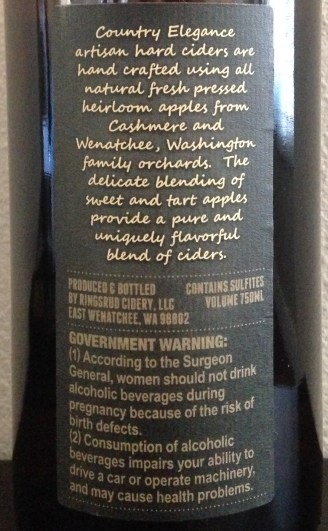 Country Elegance
artisan hard ciders are
hand crafted using all
natural fresh pressed
heirloom apples from
Cashmere and
Wenatchee, Washington
family orchards. The
delicate blending of
sweet and tart apples
provide a pure and
uniquely flavorful
blend of ciders.
PRODUCED & BOTTLED
BY RINGSRUD CIDERY, LLC
EAST WENATCHEE, WA 98802
CONTAINS SULFITES
VOLUME 750ML
GOVERNMENT WARNING:
(1) According to the Surgeon
General, women should not drink
alcoholic beverages during
pregnancy because of the risk of
birth defects.
(2) Consumption of alcoholic
beverages impairs your ability to
drive a car or operate machinery,
and may cause health problems.